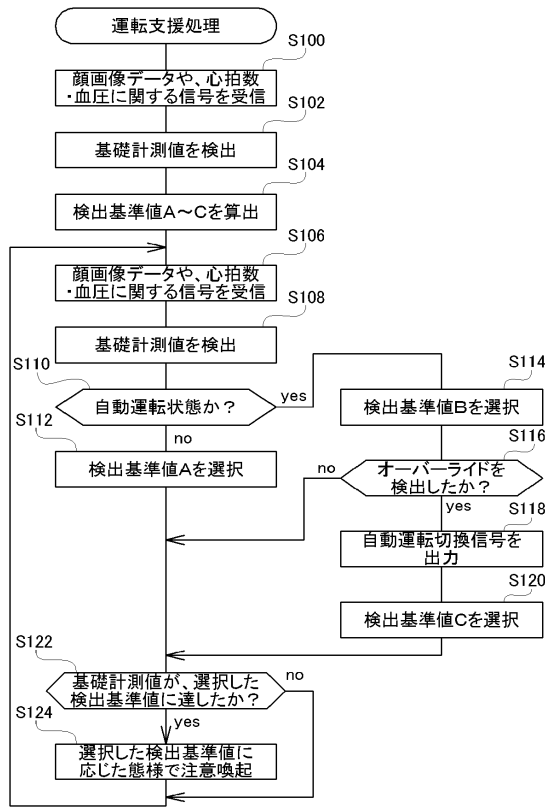 運転支援処理
S100
顔画像データや、心拍数
・血圧に関する信号を受信
S102
基礎計測値を検出
S104
検出基準値A～Cを算出
S106
顔画像データや、心拍数
・血圧に関する信号を受信
S108
基礎計測値を検出
S110
自動運転状態か？
yes
no
S112
検出基準値Aを選択
S114
検出基準値Bを選択
S116
オーバーライドを
検出したか？
no
yes
S118
自動運転切換信号を
出力
S120
検出基準値Cを選択
S122
基礎計測値が、選択した
検出基準値に達したか？
no
yes
S124
選択した検出基準値に
応じた態様で注意喚起